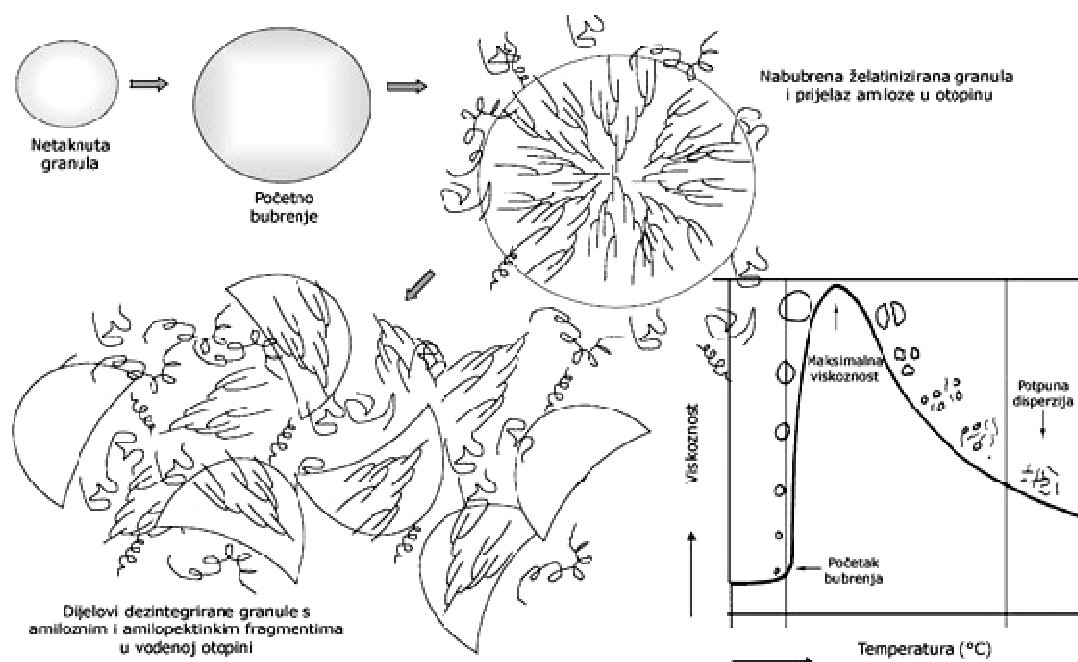 Netaknuta
granula
Početno
bubrenje
Nabubrena želatinizirana granula
i prijelaz amloze u otopinu
Dijelovi dezintegrirane granule s
amiloznim i amilopektinkim fragmentima
u vodenoj otopini
Viskoznost
Maksimalna
viskoznost
Potpuna
disperzija
Početak
bubrenja
Temperatura (°C)